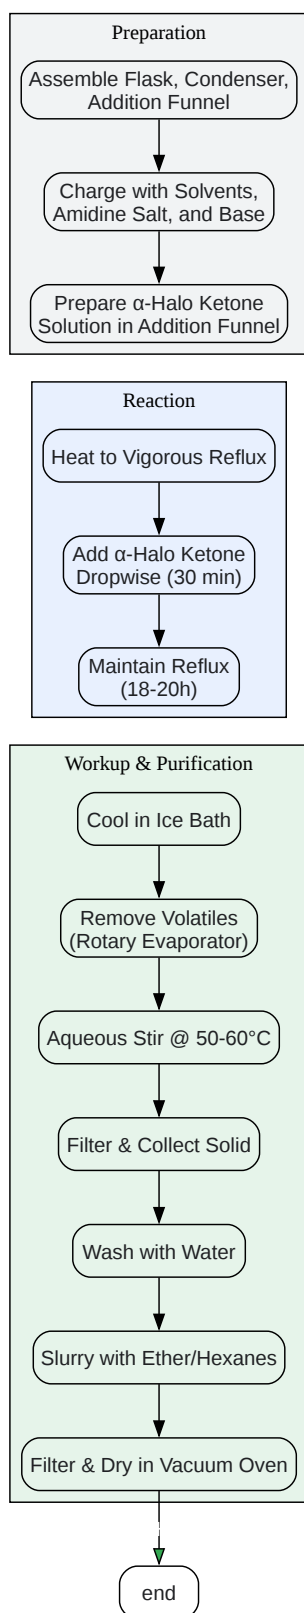 Preparation
Assemble Flask, Condenser,
Addition Funnel
Charge with Solvents,
Amidine Salt, and Base
Prepare α-Halo Ketone
Solution in Addition Funnel
Reaction
Heat to Vigorous Reflux
Add α-Halo Ketone
Dropwise (30 min)
Maintain Reflux
(18-20h)
Workup & Purification
Cool in Ice Bath
Remove Volatiles
(Rotary Evaporator)
Aqueous Stir @ 50-60°C
Filter & Collect Solid
Wash with Water
Slurry with Ether/Hexanes
Filter & Dry in Vacuum Oven
end